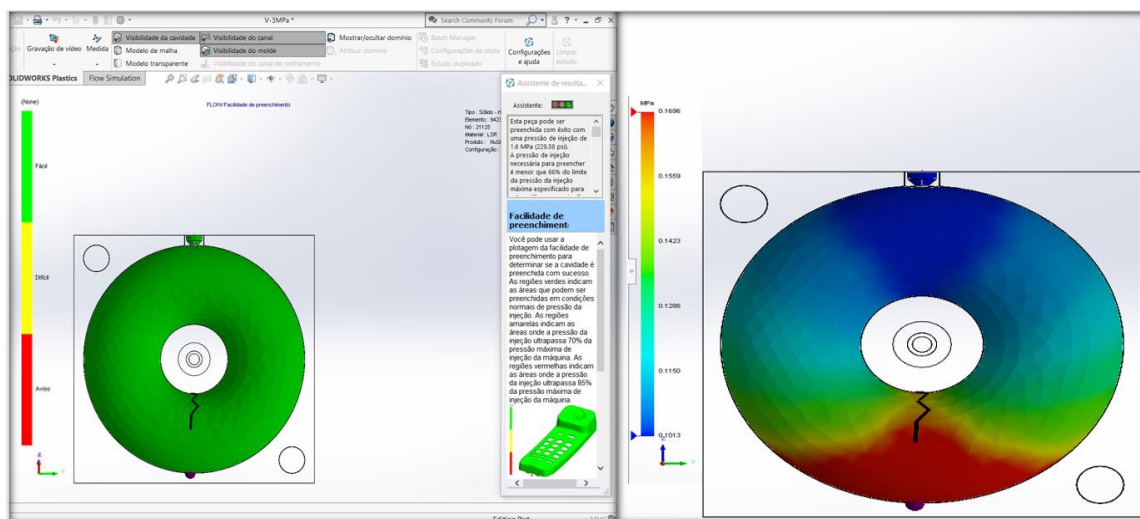 V-3MPa *
Search Community Forum
Gravação de vídeo
Medida
Visibilidade da cavidade
Visibilidade do canal
Mostrar/ocultar domínio
Batch Manager
Modelo de malha
Visibilidade do molde
Atribuir domínio
Configurações de cópia
Configurações e ajuda
Limpar estudo
Modelo transparente
Visibilidade do canal de resfriamento
Estudo duplicado
OLIDWORKS Plastics
Flow Simulation
(None)
Fácil
Difícil
Aviso
FLOW/Facilidade de preenchimento
Tipo : Sólido - H
Elemento : 9423
Nó : 21125
Material : LSR
Produto : NuSi
Configuração :
Assistente de resulta...
Assistente:
Esta peça pode ser
preenchida com êxito com
uma pressão de injeção de
1.6 MPa (229.58 psi).
A pressão de injeção
necessária para preencher
é menor que 66% do limite
da pressão da injeção
máxima especificado para
Facilidade de
preenchiment
Você pode usar a
plotagem da facilidade de
preenchimento para
determinar se a cavidade é
preenchida com sucesso.
As regiões verdes indicam
as áreas que podem ser
preenchidas em condições
normais de pressão da
injeção. As regiões
amarelas indicam as
áreas onde a pressão da
injeção ultrapassa 70% da
pressão máxima de
injeção da máquina. As
regiões vermelhas indicam
as áreas onde a pressão
da injeção ultrapassa 85%
da pressão máxima de
injeção da máquina.
Z
Y
Editing Part
MPa
0.1696
0.1559
0.1423
0.1286
0.1150
0.1013
Z
Y